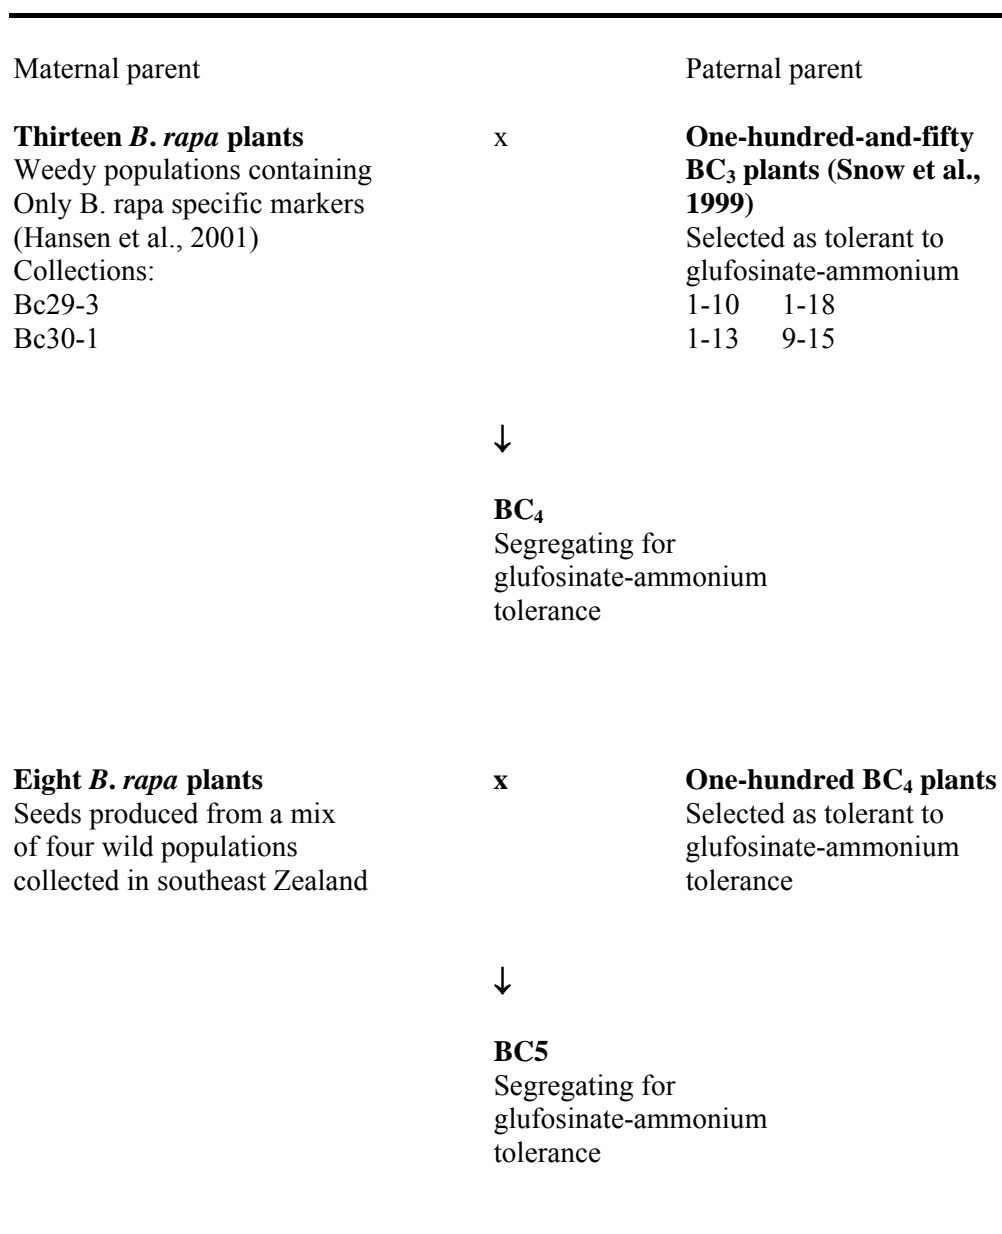 Maternal parent Paternal parent
Thirteen B. rapa plants x One-hundred-and-fifty
Weedy populations containing BC3 plants (Snow et al.,
Only B. rapa specific markers 1999)
(Hansen et al., 2001) Selected as tolerant to
Collections: glufosinate-ammonium
Bc29-3 1-10 1-18
Bc30-1 1-13 9-15
↓
BC4
Segregating for
glufosinate-ammonium
tolerance
Eight B. rapa plants x One-hundred BC4 plants
Seeds produced from a mix Selected as tolerant to
of four wild populations glufosinate-ammonium
collected in southeast Zealand tolerance
↓
BC5
Segregating for
glufosinate-ammonium
tolerance